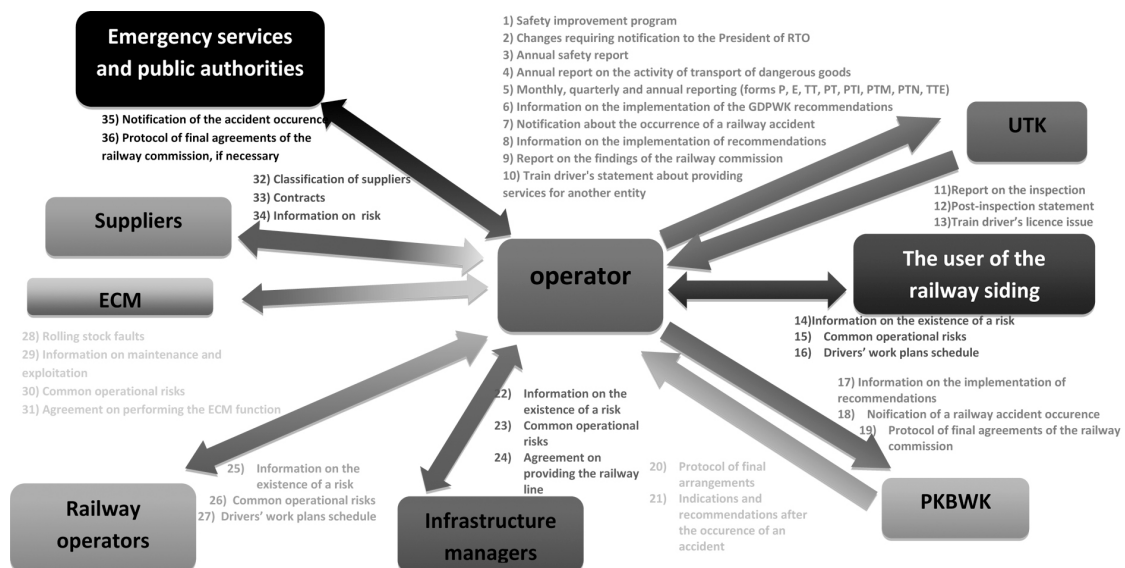 Emergency services
and public authorities
1) Safety improvement program
2) Changes requiring notification to the President of RTO
3) Annual safety report
4) Annual report on the activity of transport of dangerous goods
5) Monthly, quarterly and annual reporting (forms P, E, TT, PT, PTI, PTM, PTN, TTE)
6) Information on the implementation of the GDPWK recommendations
7) Notification about the occurrence of a railway accident
8) Information on the implementation of recommendations
9) Report on the findings of the railway commission
10) Train driver's statement about providing
services for another entity
UTK
35) Notification of the accident occurence
36) Protocol of final agreements of the
railway commission, if necessary
32) Classification of suppliers
33) Contracts
34) Information on risk
11)Report on the inspection
12)Post-inspection statement
13)Train driver's licence issue
Suppliers
operator
The user of the
railway siding
ECM
28) Rolling stock faults
29) Information on maintenance and
exploitation
30) Common operational risks
31) Agreement on performing the ECM function
14)Information on the existence of a risk
15) Common operational risks
16) Drivers' work plans schedule
17) Information on the implementation of
recommendations
18) Noification of a railway accident occurence
19) Protocol of final agreements of the railway
commission
22) Information on the
existence of a risk
23) Common operational
risks
24) Agreement on
providing the railway
line
25) Information on the
existence of a risk
26) Common operational risks
27) Drivers' work plans schedule
20) Protocol of final
arrangements
21) Indications and
recommendations after
the occurence of an
accident
Railway
operators
Infrastructure
managers
PKBWK